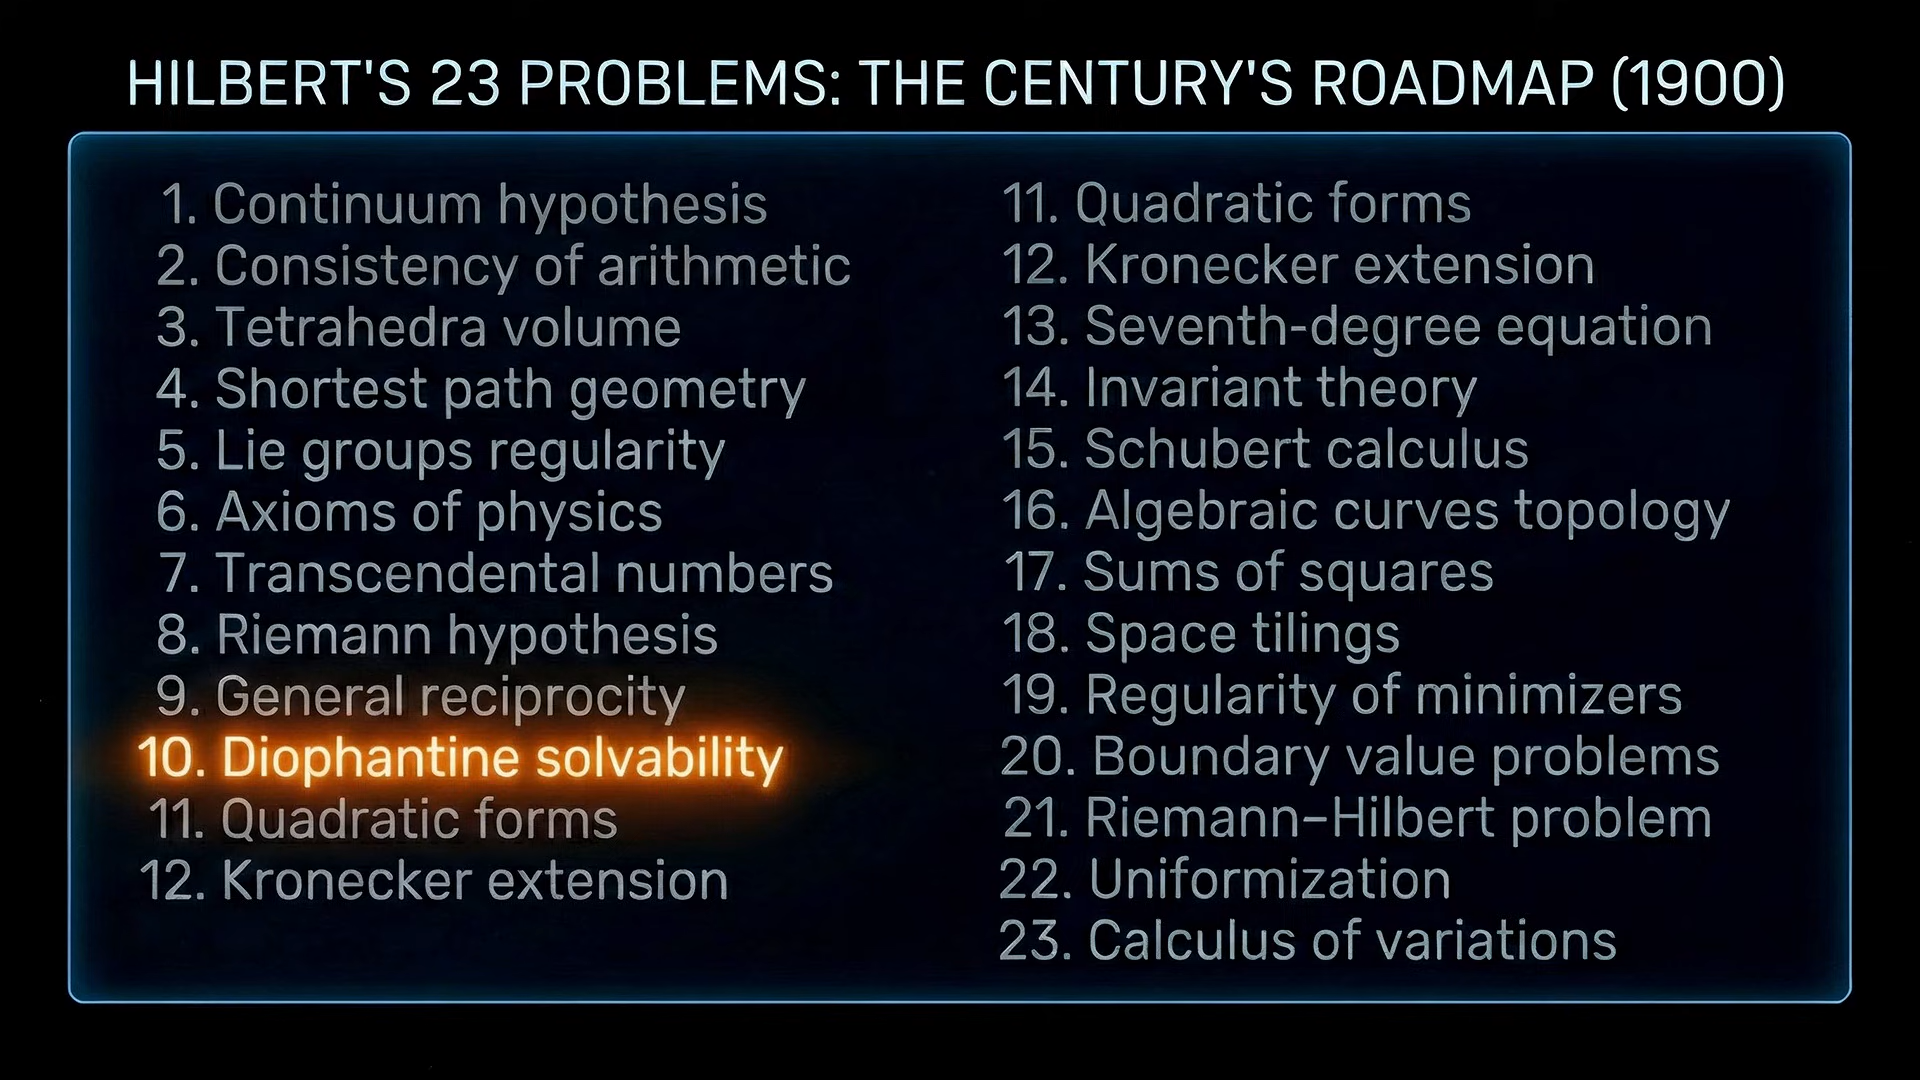 HILBERT'S 23 PROBLEMS: THE CENTURY'S ROADMAP (1900)
1. Continuum hypothesis
2. Consistency of arithmetic
3. Tetrahedra volume
4. Shortest path geometry
5. Lie groups regularity
6. Axioms of physics
7. Transcendental numbers
8. Riemann hypothesis
9. General reciprocity
10. Diophantine solvability
11. Quadratic forms
12. Kronecker extension
11. Quadratic forms
12. Kronecker extension
13. Seventh-degree equation
14. Invariant theory
15. Schubert calculus
16. Algebraic curves topology
17. Sums of squares
18. Space tilings
19. Regularity of minimizers
20. Boundary value problems
21. Riemann–Hilbert problem
22. Uniformization
23. Calculus of variations